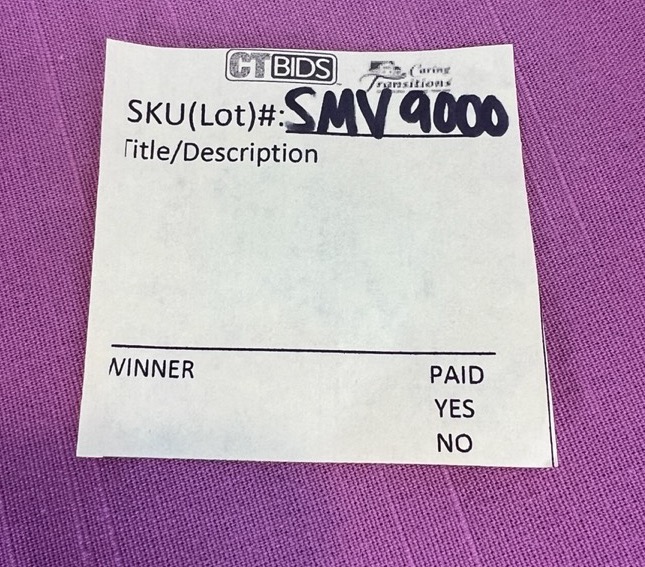 CTBIDS Caring Transitions
SKU(Lot)#: SMV 9000
Title/Description
WINNER PAID
YES
NO